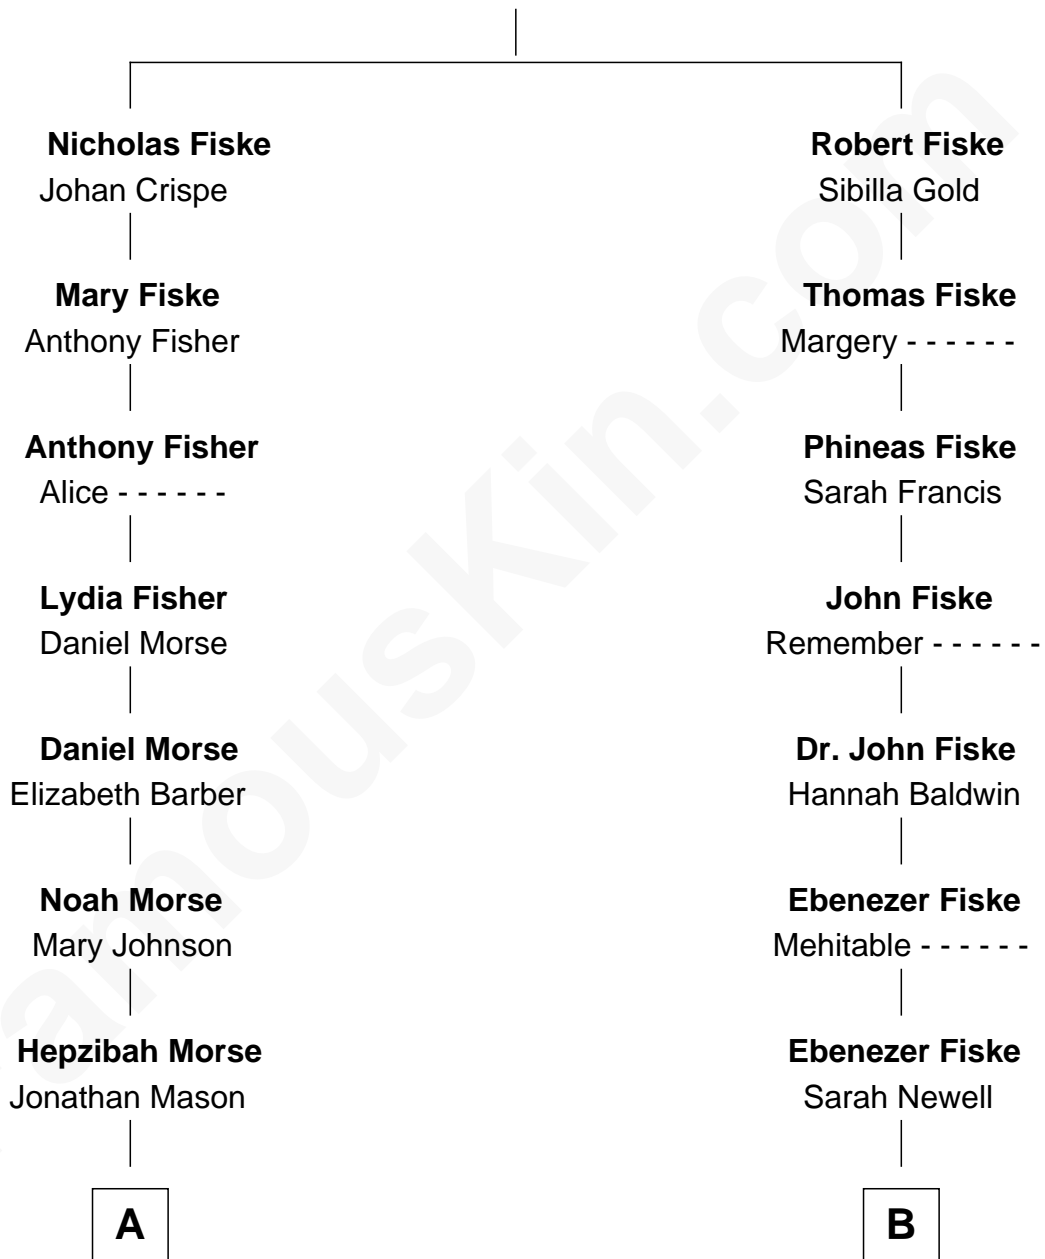 Nicholas Fiske
Johan Crispe
Robert Fiske
Sibilla Gold
Mary Fiske
Anthony Fisher
Thomas Fiske
Margery - - - - - -
Anthony Fisher
Alice - - - - - -
Phineas Fiske
Sarah Francis
Lydia Fisher
Daniel Morse
John Fiske
Remember - - - - - -
Daniel Morse
Elizabeth Barber
Dr. John Fiske
Hannah Baldwin
Noah Morse
Mary Johnson
Ebenezer Fiske
Mehitable - - - - - -
Hepzibah Morse
Jonathan Mason
Ebenezer Fiske
Sarah Newell
A
B
amousKin.com